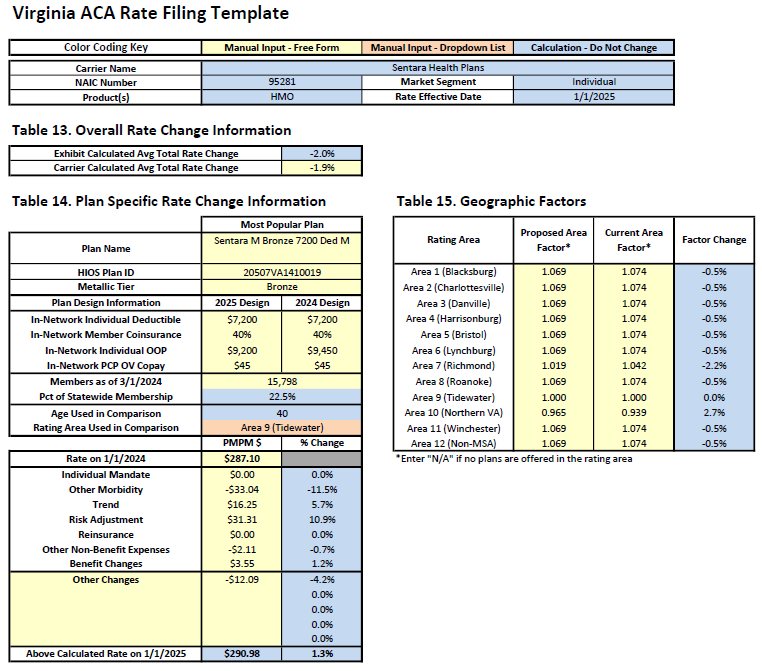 Virginia ACA Rate Filing Template
Color Coding Key Manual Input - Free Form Manual Input - Dropdown List Calculation - Do Not Change
Carrier Name Sentara Health Plans
NAIC Number 95281 Market Segment Individual
Product(s) HMO Rate Effective Date 1/1/2025
Table 13. Overall Rate Change Information
Exhibit Calculated Avg Total Rate Change -2.0%
Carrier Calculated Avg Total Rate Change -1.9%
Table 14. Plan Specific Rate Change Information
Most Popular Plan
Plan Name Sentara M Bronze 7200 Ded M
HIOS Plan ID 20507VA1410019
Metallic Tier Bronze
Plan Design Information 2025 Design 2024 Design
In-Network Individual Deductible $7,200 $7,200
In-Network Member Coinsurance 40% 40%
In-Network Individual OOP $9,200 $9,450
In-Network PCP OV Copay $45 $45
Members as of 3/1/2024 15,798
Pct of Statewide Membership 22.5%
Age Used in Comparison 40
Rating Area Used in Comparison Area 9 (Tidewater)
PMPM $ % Change
Rate on 1/1/2024 $287.10
Individual Mandate $0.00 0.0%
Other Morbidity -$33.04 -11.5%
Trend $16.25 5.7%
Risk Adjustment $31.31 10.9%
Reinsurance $0.00 0.0%
Other Non-Benefit Expenses -$2.11 -0.7%
Benefit Changes $3.55 1.2%
Other Changes -$12.09 -4.2%
0.0%
0.0%
0.0%
0.0%
Above Calculated Rate on 1/1/2025 $290.98 1.3%
Table 15. Geographic Factors
Rating Area Proposed Area Factor* Current Area Factor* Factor Change
Area 1 (Blacksburg) 1.069 1.074 -0.5%
Area 2 (Charlottesville) 1.069 1.074 -0.5%
Area 3 (Danville) 1.069 1.074 -0.5%
Area 4 (Harrisonburg) 1.069 1.074 -0.5%
Area 5 (Bristol) 1.069 1.074 -0.5%
Area 6 (Lynchburg) 1.069 1.074 -0.5%
Area 7 (Richmond) 1.019 1.042 -2.2%
Area 8 (Roanoke) 1.069 1.074 -0.5%
Area 9 (Tidewater) 1.000 1.000 0.0%
Area 10 (Northern VA) 0.965 0.939 2.7%
Area 11 (Winchester) 1.069 1.074 -0.5%
Area 12 (Non-MSA) 1.069 1.074 -0.5%
*Enter "N/A" if no plans are offered in the rating area